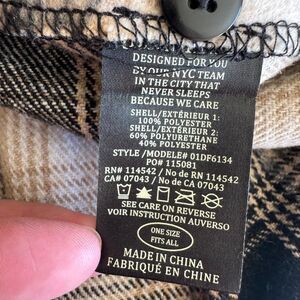 DESIGNED FOR YOU
BY OUR NYC TEAM
IN THE CITY THAT
NEVER SLEEPS
BECAUSE WE CARE
SHELL/EXTÉRIEUR 1:
100% POLYESTER
SHELL/EXTÉRIEUR 2:
60% POLYURETHANE
40% POLYESTER
STYLE /MODELE# 01DF6134
PO# 115081
RN# 114542 / No de RN 114542
CA# 07043 / No de CA 07043
SEE CARE ON REVERSE
VOIR INSTRUCTION AUVERSO
ONE SIZE
FITS ALL
MADE IN CHINA
FABRIQUÉ EN CHINE